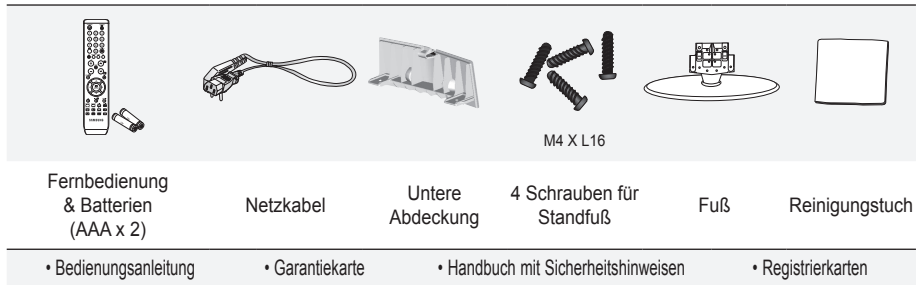 M4 X L16
Fernbedienung
& Batterien
(AAA x 2)
Netzkabel
Untere
Abdeckung
4 Schrauben für
Standfuß
Fuß
Reinigungstuch
• Bedienungsanleitung
• Garantiekarte
• Handbuch mit Sicherheitshinweisen
• Registrierkarten